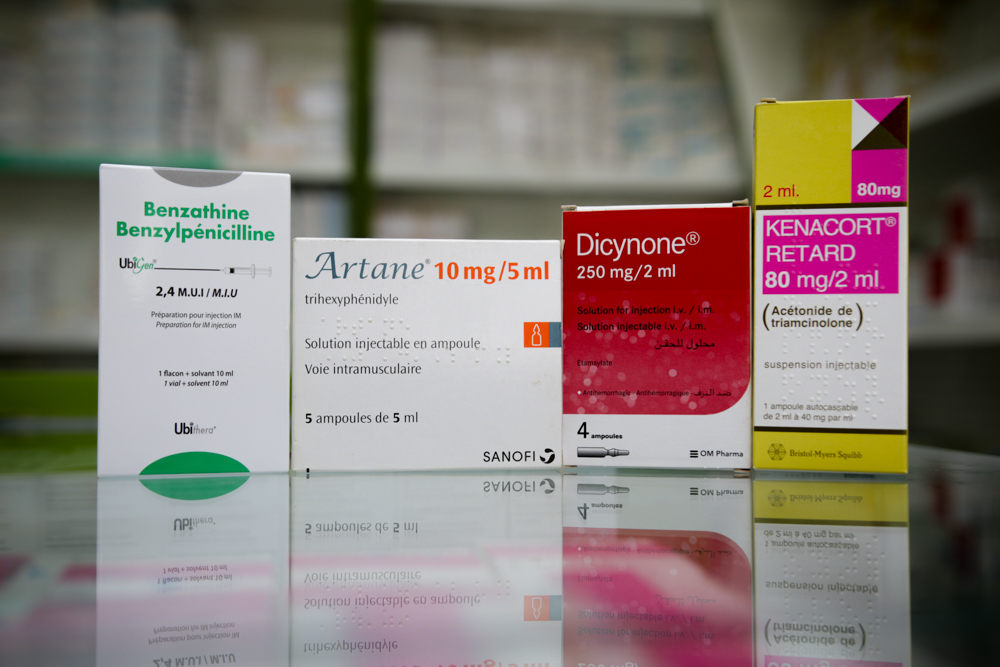 Benzathine
Benzylpénicilline
UbiGen®
2,4 M.U.I / M.I.U
Préparation pour injection IM
Preparation for IM injection
1 flacon + solvant 10 ml
1 vial + solvent 10 ml
Ubithera®
Artane® 10 mg/5 ml
trihexyphénidyle
Solution injectable en ampoule
Voie intramusculaire
5 ampoules de 5 ml
SANOFI
Dicynone®
250 mg/2 ml
Solution for injection i.v. / i.m.
Solution injectable i.v. / i.m.
محلول للحقن
Etamsylate
Antihemorrhagic - Antihémorragique - ضد النزف
4 ampoules
OM Pharma
2 ml.
80mg
KENACORT®
RETARD
80 mg/2 ml
(Acétonide de
triamcinolone)
suspension injectable
1 ampoule autocassable
de 2 ml à 40 mg par ml
Bristol-Myers Squibb